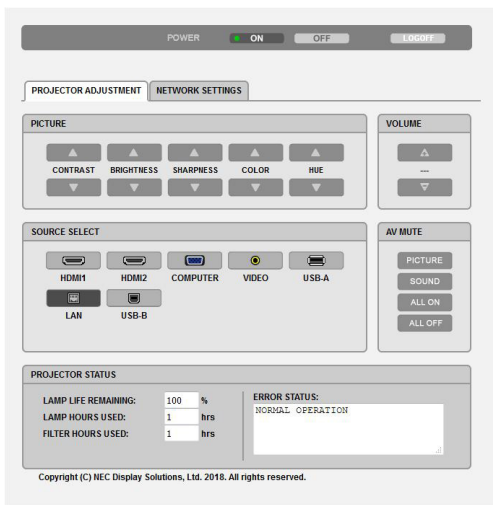 POWER ON OFF LOGOFF
PROJECTOR ADJUSTMENT NETWORK SETTINGS
PICTURE
CONTRAST BRIGHTNESS SHARPNESS COLOR HUE
VOLUME
---
SOURCE SELECT
HDMI1 HDMI2 COMPUTER VIDEO USB-A
LAN USB-B
AV MUTE
PICTURE
SOUND
ALL ON
ALL OFF
PROJECTOR STATUS
LAMP LIFE REMAINING: 100 %
LAMP HOURS USED: 1 hrs
FILTER HOURS USED: 1 hrs
ERROR STATUS:
NORMAL OPERATION
Copyright (C) NEC Display Solutions, Ltd. 2018. All rights reserved.